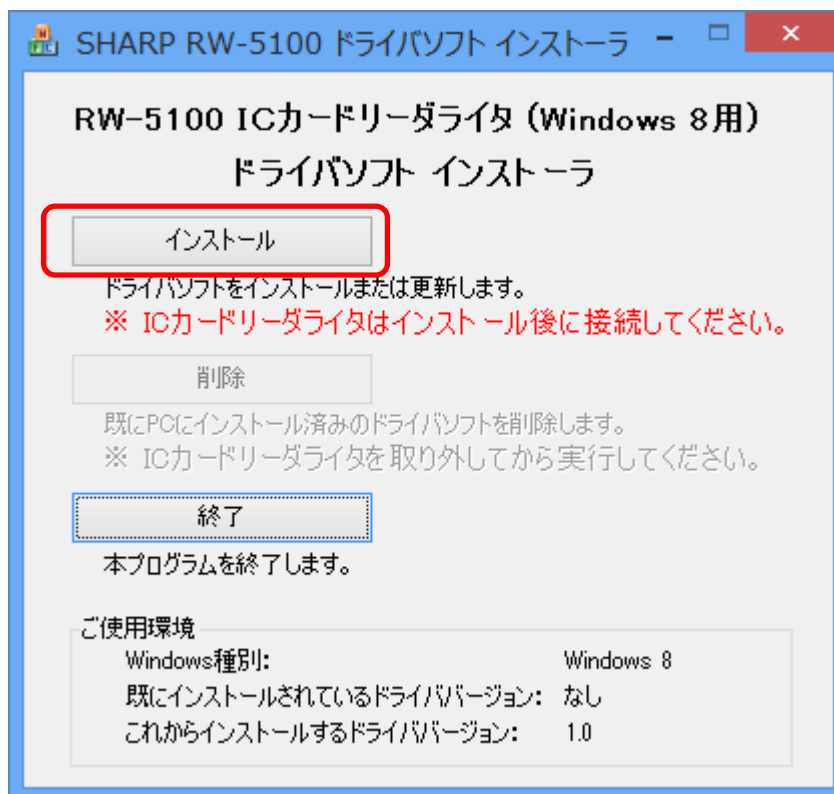 SHARP RW-5100 ドライバソフト インストーラ
RW-5100 ICカードリーダライタ (Windows 8用)
ドライバソフト インストーラ
インストール
ドライバソフトをインストールまたは更新します。
※ ICカードリーダライタはインストール後に接続してください。
削除
既にPCにインストール済みのドライバソフトを削除します。
※ ICカードリーダライタを取り外してから実行してください。
終了
本プログラムを終了します。
ご使用環境
Windows種別: Windows 8
既にインストールされているドライババージョン: なし
これからインストールするドライババージョン: 1.0